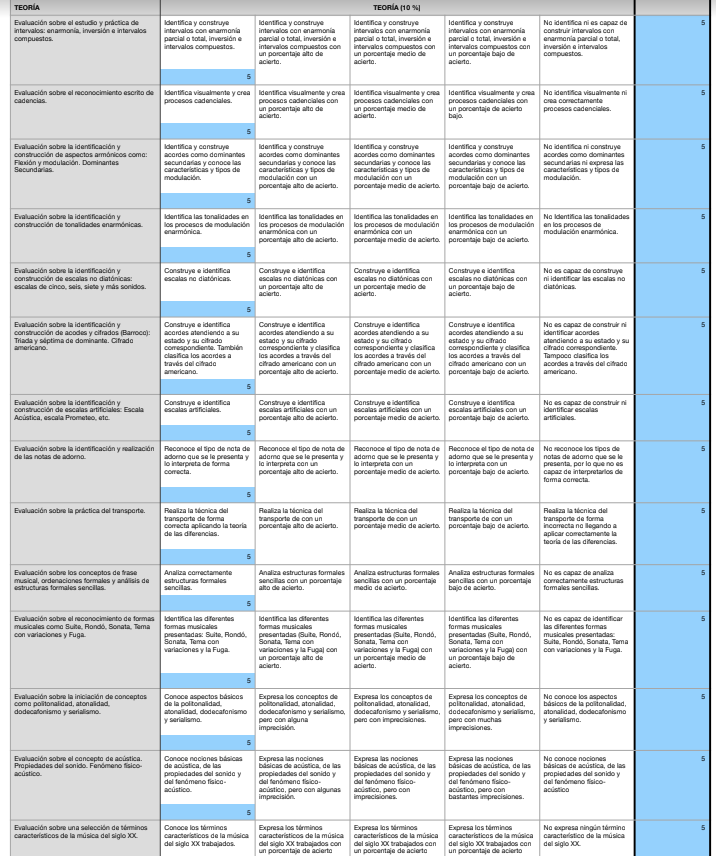 TEORÍA
TEORÍA (10 %)
Evaluación sobre el estudio y práctica de
intervalos: enarmonía, inversión e intervalos
compuestos.
Identifica y construye
intervalos con enarmonía
parcial o total, inversión e
intervalos compuestos.
5
Identifica y construye
intervalos con enarmonía
parcial o total, inversión e
intervalos compuestos con
un porcentaje alto de
acierto.
Identifica y construye
intervalos con enarmonía
parcial o total, inversión e
intervalos compuestos con
un porcentaje medio de
acierto.
Identifica y construye
intervalos con enarmonía
parcial o total, inversión e
intervalos compuestos con
un porcentaje bajo de
acierto.
No identifica ni es capaz de
construir intervalos con
enarmonía parcial o total,
inversión e intervalos
compuestos.
5
Evaluación sobre el reconocimiento escrito de
cadencias.
Identifica visualmente y crea
procesos cadenciales.
5
Identifica visualmente y crea
procesos cadenciales con
un porcentaje alto de
acierto.
Identifica visualmente y crea
procesos cadenciales con
un porcentaje medio de
acierto.
Identifica visualmente y crea
procesos cadenciales con
un porcentaje de acierto
bajo.
No identifica visualmente ni
crea correctamente
procesos cadenciales.
5
Evaluación sobre la identificación y
construcción de aspectos armónicos como:
Flexión y modulación. Dominantes
Secundarias.
Identifica y construye
acordes como dominantes
secundarias y conoce las
características y tipos de
modulación.
5
Identifica y construye
acordes como dominantes
secundarias y conoce las
características y tipos de
modulación con un
porcentaje alto de acierto.
Identifica y construye
acordes como dominantes
secundarias y conoce las
características y tipos de
modulación con un
porcentaje medio de acierto.
Identifica y construye
acordes como dominantes
secundarias y conoce las
características y tipos de
modulación con un
porcentaje bajo de acierto.
No identifica ni construye
acordes como dominantes
secundarias ni expresa las
características y tipos de
modulación.
5
Evaluación sobre la identificación y
construcción de tonalidades enarmónicas.
Identifica las tonalidades en
los procesos de modulación
enarmónica.
5
Identifica las tonalidades en
los procesos de modulación
enarmónica con un
porcentaje alto de acierto.
Identifica las tonalidades en
los procesos de modulación
enarmónica con un
porcentaje medio de acierto.
Identifica las tonalidades en
los procesos de modulación
enarmónica con un
porcentaje bajo de acierto.
No Identifica las tonalidades
en los procesos de
modulación enarmónica.
5
Evaluación sobre la identificación y
construcción de escalas no diatónicas:
escalas de cinco, seis, siete y más sonidos.
Construye e identifica
escalas no diatónicas.
5
Construye e identifica
escalas no diatónicas con
un porcentaje alto de
acierto.
Construye e identifica
escalas no diatónicas con
un porcentaje medio de
acierto.
Construye e identifica
escalas no diatónicas con
un porcentaje bajo de
acierto.
No es capaz de construye
ni identificar las escalas no
diatónicas.
5
Evaluación sobre la identificación y
construcción de acodes y cifrados (Barroco):
Triada y séptima de dominante. Cifrado
americano.
Construye e identifica
acordes atendiendo a su
estado y su cifrado
correspondiente. También
clasifica los acordes a
través del cifrado
americano.
5
Construye e identifica
acordes atendiendo a su
estado y su cifrado
correspondiente y clasifica
los acordes a través del
cifrado americano con un
porcentaje alto de acierto.
Construye e identifica
acordes atendiendo a su
estado y su cifrado
correspondiente y clasifica
los acordes a través del
cifrado americano con un
porcentaje medio de acierto.
Construye e identifica
acordes atendiendo a su
estado y su cifrado
correspondiente y clasifica
los acordes a través del
cifrado americano con un
porcentaje bajo de acierto.
No es capaz de construir ni
identificar acordes
atendiendo a su estado y su
cifrado correspondiente.
Tampoco clasifica los
acordes a través del cifrado
americano.
5
Evaluación sobre la identificación y
construcción de escalas artificiales: Escala
Acústica, escala Prometeo, etc.
Construye e identifica
escalas artificiales.
5
Construye e identifica
escalas artificiales con un
porcentaje alto de acierto.
Construye e identifica
escalas artificiales con un
porcentaje medio de acierto.
Construye e identifica
escalas artificiales con un
porcentaje bajo de acierto.
No es capaz de construir ni
identificar escalas
artificiales.
5
Evaluación sobre la identificación y realización
de las notas de adorno.
Reconoce el tipo de nota de
adorno que se le presenta y
lo interpreta de forma
correcta.
5
Reconoce el tipo de nota de
adorno que se le presenta y
lo interpreta con un
porcentaje alto de acierto.
Reconoce el tipo de nota de
adorno que se le presenta y
lo interpreta con un
porcentaje medio de acierto.
Reconoce el tipo de nota de
adorno que se le presenta y
lo interpreta con un
porcentaje bajo de acierto.
No reconoce los tipos de
notas de adorno que se le
presenta, por lo que no es
capaz de interpretarlos de
forma correcta.
5
Evaluación sobre la práctica del transporte.
Realiza la técnica del
transporte de forma
correcta aplicando la teoría
de las diferencias.
5
Realiza la técnica del
transporte de con un
porcentaje alto de acierto.
Realiza la técnica del
transporte de con un
porcentaje medio de acierto.
Realiza la técnica del
transporte de con un
porcentaje bajo de acierto.
Realiza la técnica del
transporte de forma
incorrecta no llegando a
aplicar correctamente la
teoría de las diferencias.
5
Evaluación sobre los conceptos de frase
musical, ordenaciones formales y análisis de
estructuras formales sencillas.
Analiza correctamente
estructuras formales
sencillas.
5
Analiza estructuras formales
sencillas con un porcentaje
alto de acierto.
Analiza estructuras formales
sencillas con un porcentaje
medio de acierto.
Analiza estructuras formales
sencillas con un porcentaje
bajo de acierto.
No es capaz de analiza
correctamente estructuras
formales sencillas.
5
Evaluación sobre el reconocimiento de formas
musicales como Suite, Rondó, Sonata, Tema
con variaciones y Fuga.
Identifica las diferentes
formas musicales
presentadas: Suite, Rondó,
Sonata, Tema con
variaciones y la Fuga.
5
Identifica las diferentes
formas musicales
presentadas (Suite, Rondó,
Sonata, Tema con
variaciones y la Fuga) con
un porcentaje alto de
acierto.
Identifica las diferentes
formas musicales
presentadas (Suite, Rondó,
Sonata, Tema con
variaciones y la Fuga) con
un porcentaje medio de
acierto.
Identifica las diferentes
formas musicales
presentadas (Suite, Rondó,
Sonata, Tema con
variaciones y la Fuga) con
un porcentaje bajo de
acierto.
No es capaz de identificar
las diferentes formas
musicales presentadas:
Suite, Rondó, Sonata, Tema
con variaciones y la Fuga.
5
Evaluación sobre la iniciación de conceptos
como politonalidad, atonalidad,
dodecafonismo y serialismo.
Conoce aspectos básicos
de la politonalidad,
atonalidad, dodecafonismo
y serialismo.
5
Expresa los conceptos de
politonalidad, atonalidad,
dodecafonismo y serialismo,
pero con alguna
imprecisión.
Expresa los conceptos de
politonalidad, atonalidad,
dodecafonismo y serialismo,
pero con imprecisiones.
Expresa los conceptos de
politonalidad, atonalidad,
dodecafonismo y serialismo,
pero con muchas
imprecisiones.
No conoce los aspectos
básicos de la politonalidad,
atonalidad, dodecafonismo
y serialismo.
5
Evaluación sobre el concepto de acústica.
Propiedades del sonido. Fenómeno físico-
acústico.
Conoce nociones básicas
de acústica, de las
propiedades del sonido y
del fenómeno físico-
acústico.
5
Expresa las nociones
básicas de acústica, de las
propiedades del sonido y
del fenómeno físico-
acústico, pero con algunas
imprecisión.
Expresa las nociones
básicas de acústica, de las
propiedades del sonido y
del fenómeno físico-
acústico, pero con
imprecisiones.
Expresa las nociones
básicas de acústica, de las
propiedades del sonido y
del fenómeno físico-
acústico, pero con
bastantes imprecisiones.
No conoce nociones
básicas de acústica, de las
propiedades del sonido y
del fenómeno físico-
acústico
5
Evaluación sobre una selección de términos
característicos de la música del siglo XX.
Conoce los términos
característicos de la música
del siglo XX trabajados.
Expresa los términos
característicos de la música
del siglo XX trabajados con
un porcentaje de acierto
Expresa los términos
característicos de la música
del siglo XX trabajados con
un porcentaje de acierto
Expresa los términos
característicos de la música
del siglo XX trabajados con
un porcentaje de acierto
No expresa ningún término
característico de la música
del siglo XX.
5